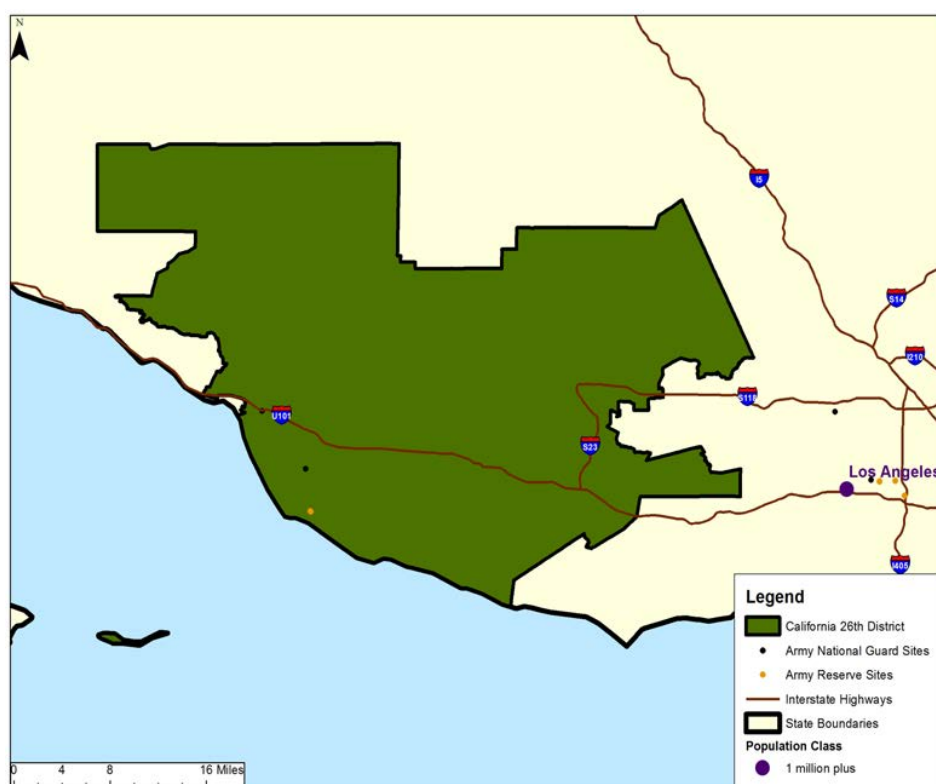 N
I5
S14
I210
S118
U101
S23
Los Angeles
I405
Legend
California 26th District
Army National Guard Sites
Army Reserve Sites
Interstate Highways
State Boundaries
Population Class
1 million plus
0 4 8 16 Miles